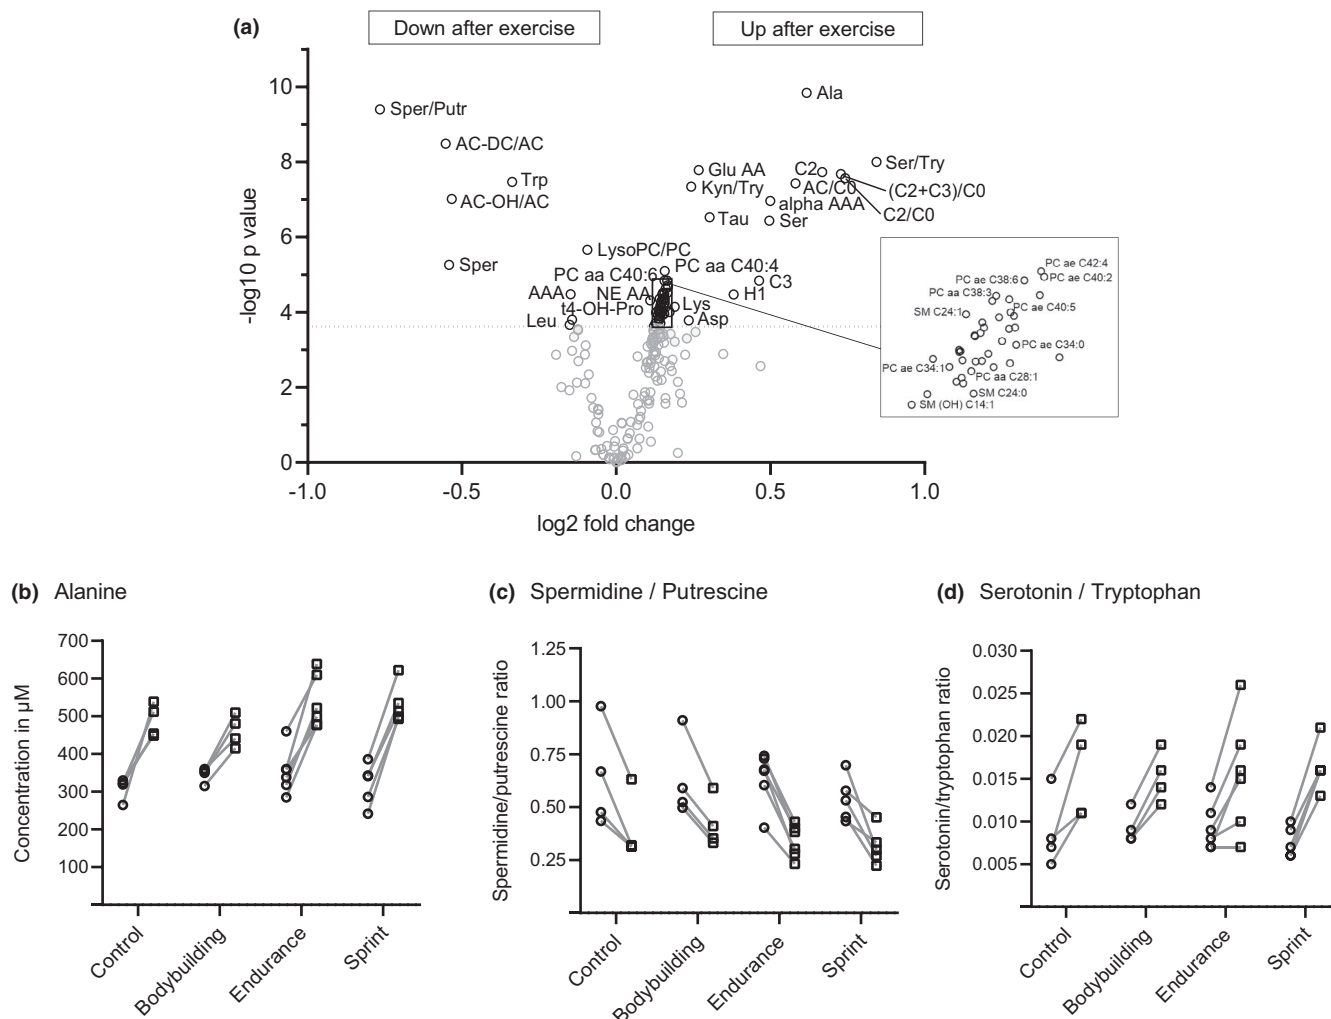 (a)
Down after exercise
Up after exercise
-lg10 p value
10
8
6
4
2
0
-1.0
-0.5
0.0
0.5
1.0
log2 fold change
Sper/Putr
AC-DC/AC
Trp
AC-OH/AC
Sper
Ala
Glu AA
Kyn/Try
Tau
C2
AC/C0
alpha AAA
Ser
Ser/Try
(C2+C3)/C0
C2/C0
LysoPC/PC
PC aa C40:6
PC aa C40:4
C3
AAA
NE AA
H1
t4-OH-Pro
Lys
Leu
Asp
PC ae C42:4
PC ae C38:6
PC ae C40:2
PC aa C38:3
PC ae C40:5
SM C24:1
PC ae C34:0
PC ae C34:1
PC aa C28:1
SM C24:0
SM (OH) C14:1
(b) Alanine
Concentration in µM
700
600
500
400
300
200
100
Control
Bodybuilding
Endurance
Sprint
(c) Spermidine / Putrescine
Spermidine/putrescine ratio
1.25
1.00
0.75
0.50
0.25
Control
Bodybuilding
Endurance
Sprint
(d) Serotonin / Tryptophan
Serotonin/tryptophan ratio
0.030
0.025
0.020
0.015
0.010
0.005
Control
Bodybuilding
Endurance
Sprint